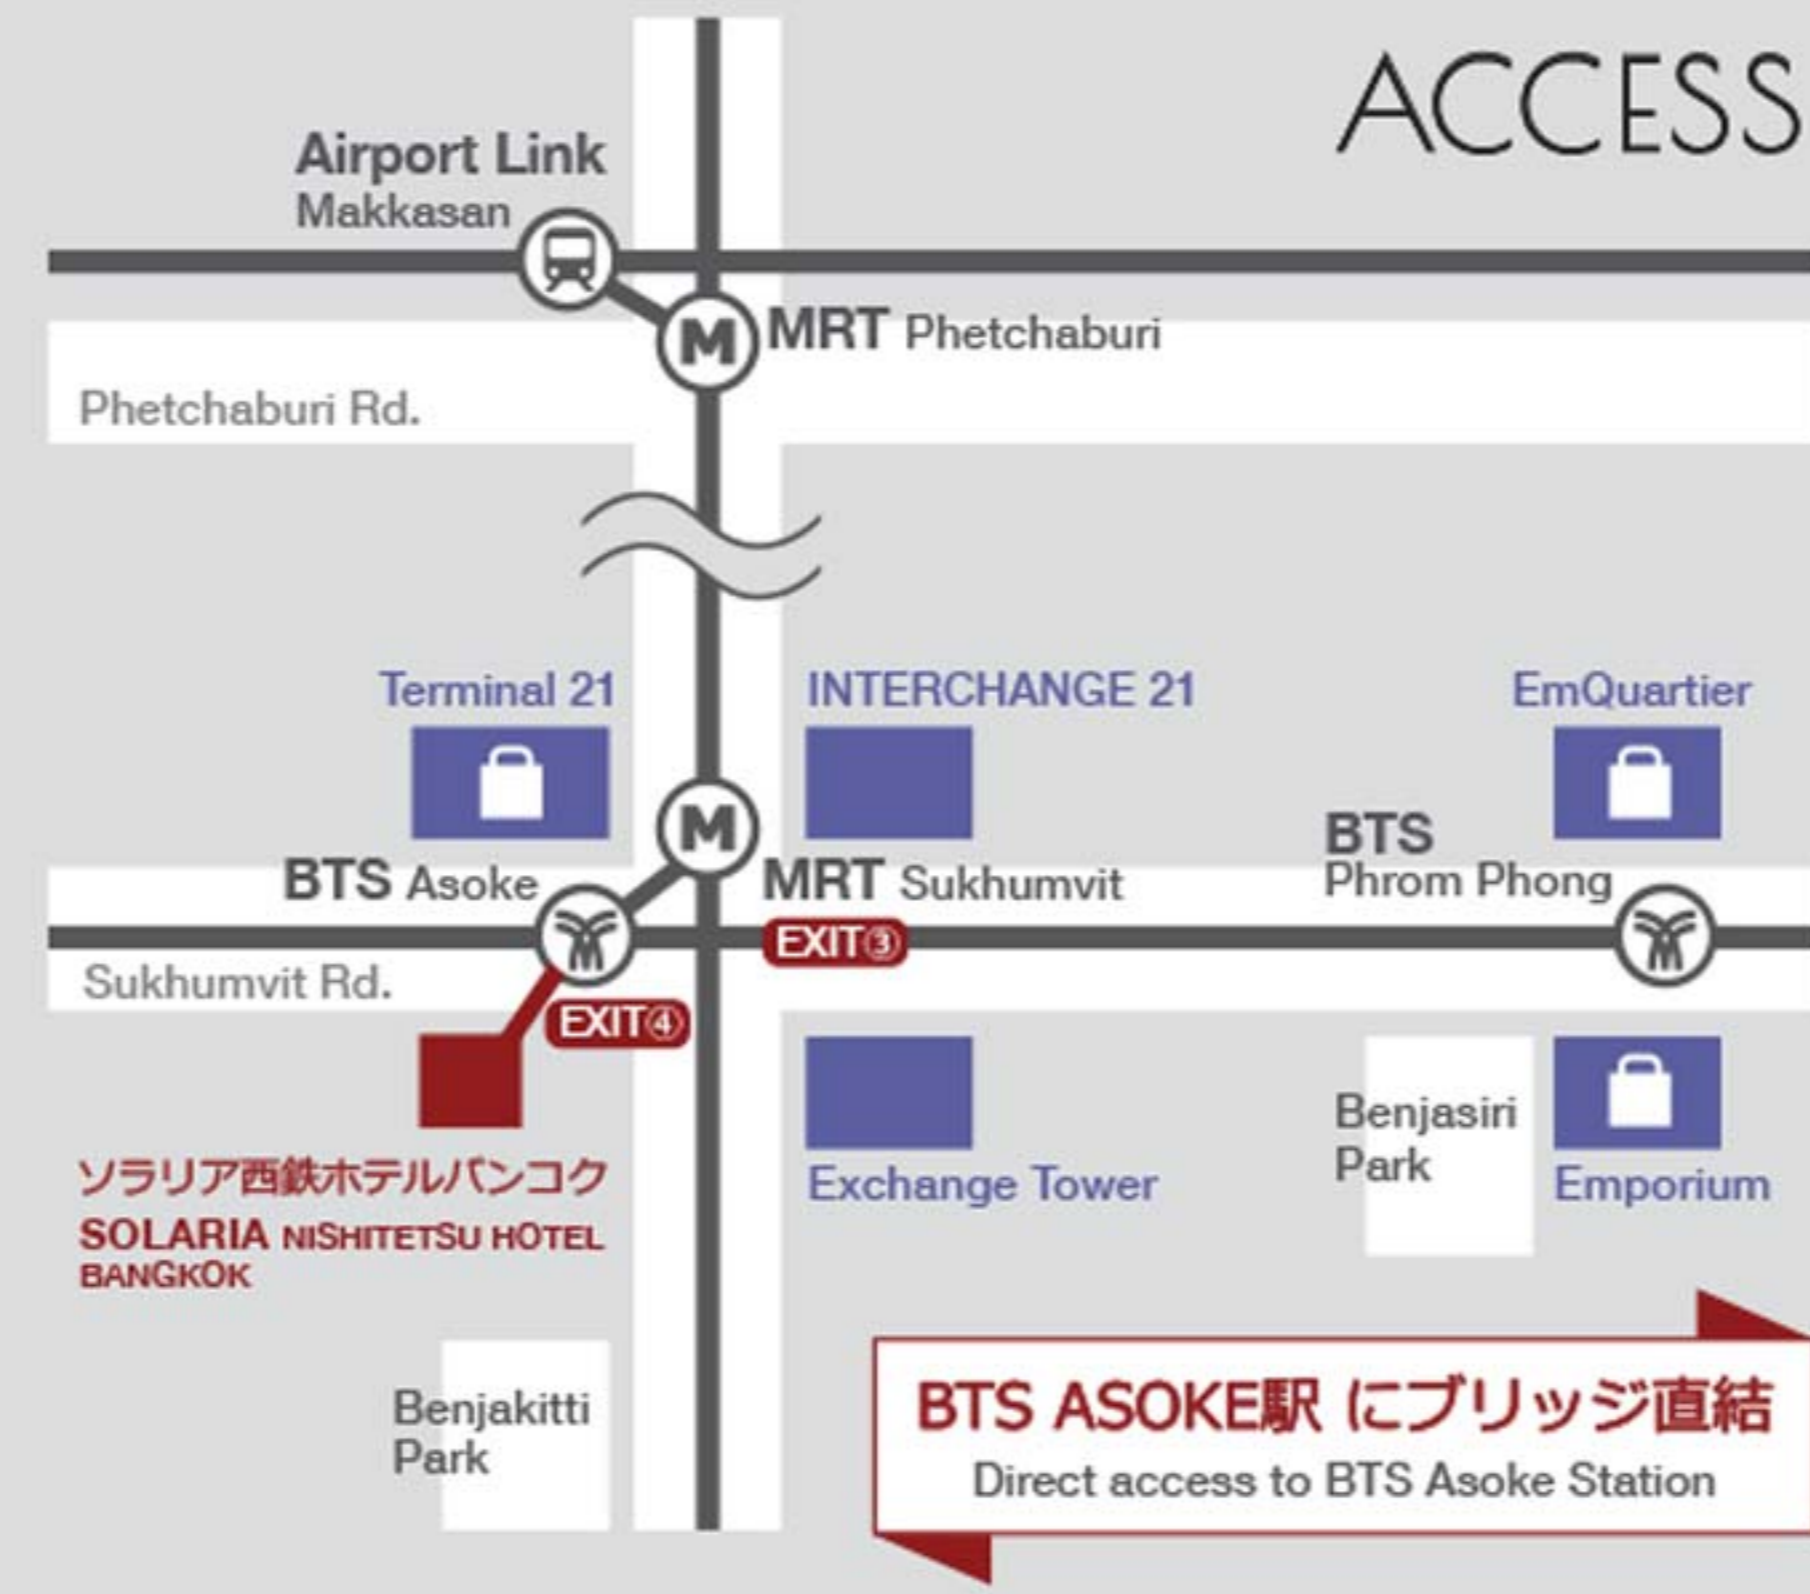 ACCESS
Airport Link
Makkasan
M
MRT Phetchaburi
Phetchaburi Rd.
Terminal 21
INTERCHANGE 21
EmQuartier
M
BTS Asoke
MRT Sukhumvit
BTS
Phrom Phong
EXIT③
Sukhumvit Rd.
EXIT④
ソラリア西鉄ホテルバンコク
SOLARIA NISHITETSU HOTEL
BANGKOK
Exchange Tower
Benjasiri
Park
Emporium
Benjakitti
Park
BTS ASOKE駅 にブリッジ直結
Direct access to BTS Asoke Station